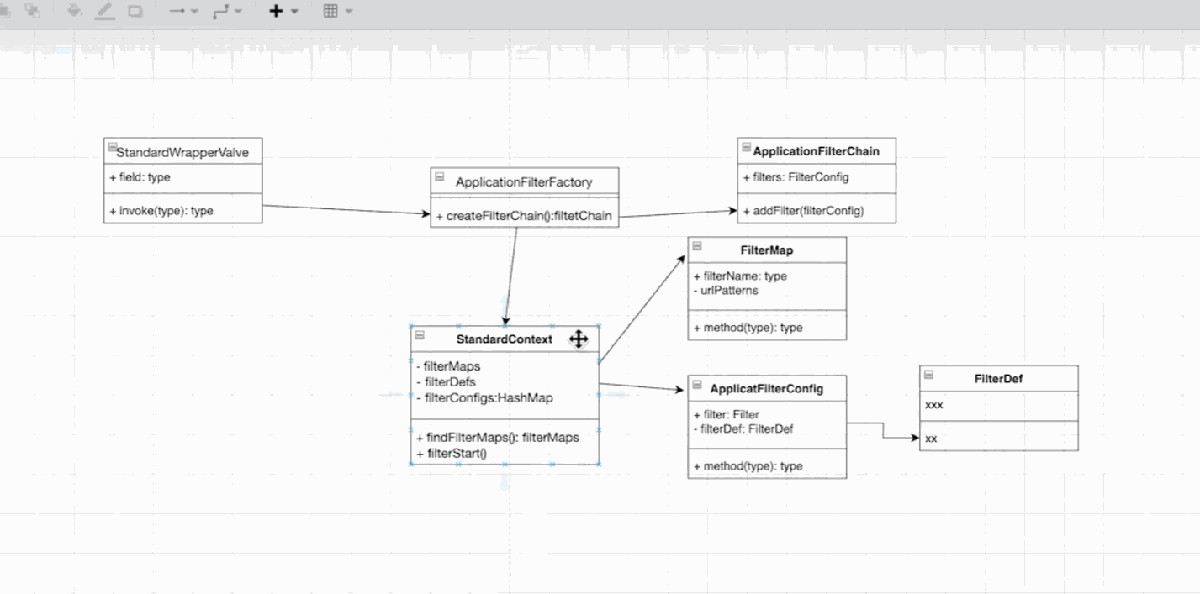 StandardWrapperValve
+ field: type
+ invoke(type): type
ApplicationFilterFactory
+ createFilterChain():filtetChain
ApplicationFilterChain
+ filters: FilterConfig
+ addFilter(filterConfig)
FilterMap
+ filterName: type
- urlPatterns
+ method(type): type
StandardContext
- filterMaps
- filterDefs
- filterConfigs:HashMap
+ findFilterMaps(): filterMaps
+ filterStart()
ApplicatFilterConfig
+ filter: Filter
- filterDef: FilterDef
+ method(type): type
FilterDef
xxx
xx